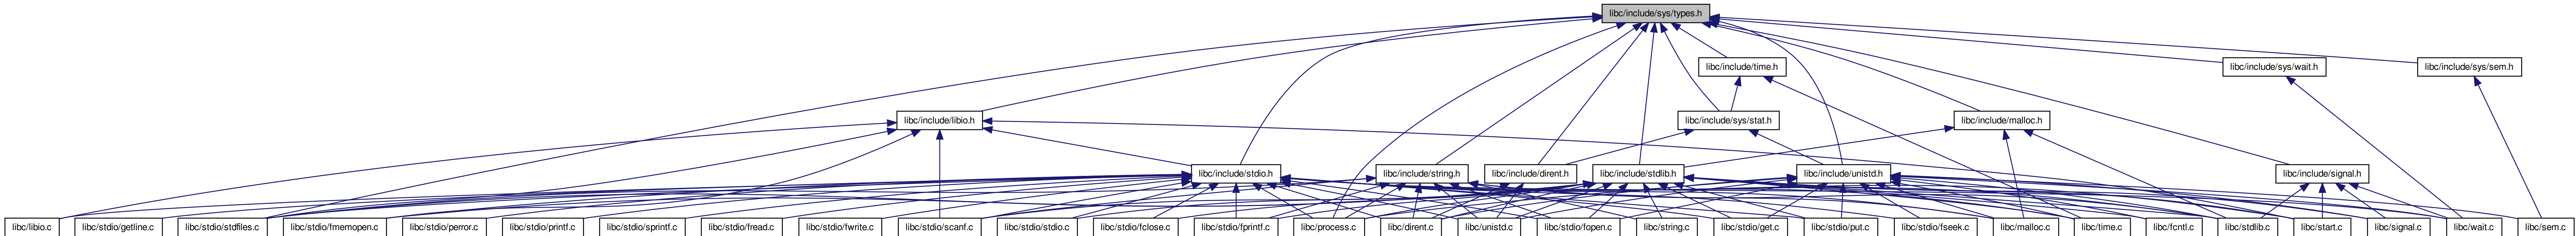 libc/include/sys/types.h
libc/include/time.h
libc/include/sys/wait.h
libc/include/sys/sem.h
libc/include/libio.h
libc/include/sys/stat.h
libc/include/malloc.h
libc/include/stdio.h
libc/include/string.h
libc/include/dirent.h
libc/include/stdlib.h
libc/include/unistd.h
libc/include/signal.h
libc/libio.c
libc/stdio/getline.c
libc/stdio/stdfiles.c
libc/stdio/fmemopen.c
libc/stdio/perror.c
libc/stdio/printf.c
libc/stdio/sprintf.c
libc/stdio/fread.c
libc/stdio/fwrite.c
libc/stdio/scanf.c
libc/stdio/stdio.c
libc/stdio/fclose.c
libc/stdio/fprintf.c
libc/process.c
libc/dirent.c
libc/unistd.c
libc/stdio/fopen.c
libc/string.c
libc/stdio/get.c
libc/stdio/put.c
libc/stdio/fseek.c
libc/malloc.c
libc/time.c
libc/fcntl.c
libc/stdlib.c
libc/start.c
libc/signal.c
libc/wait.c
libc/sem.c